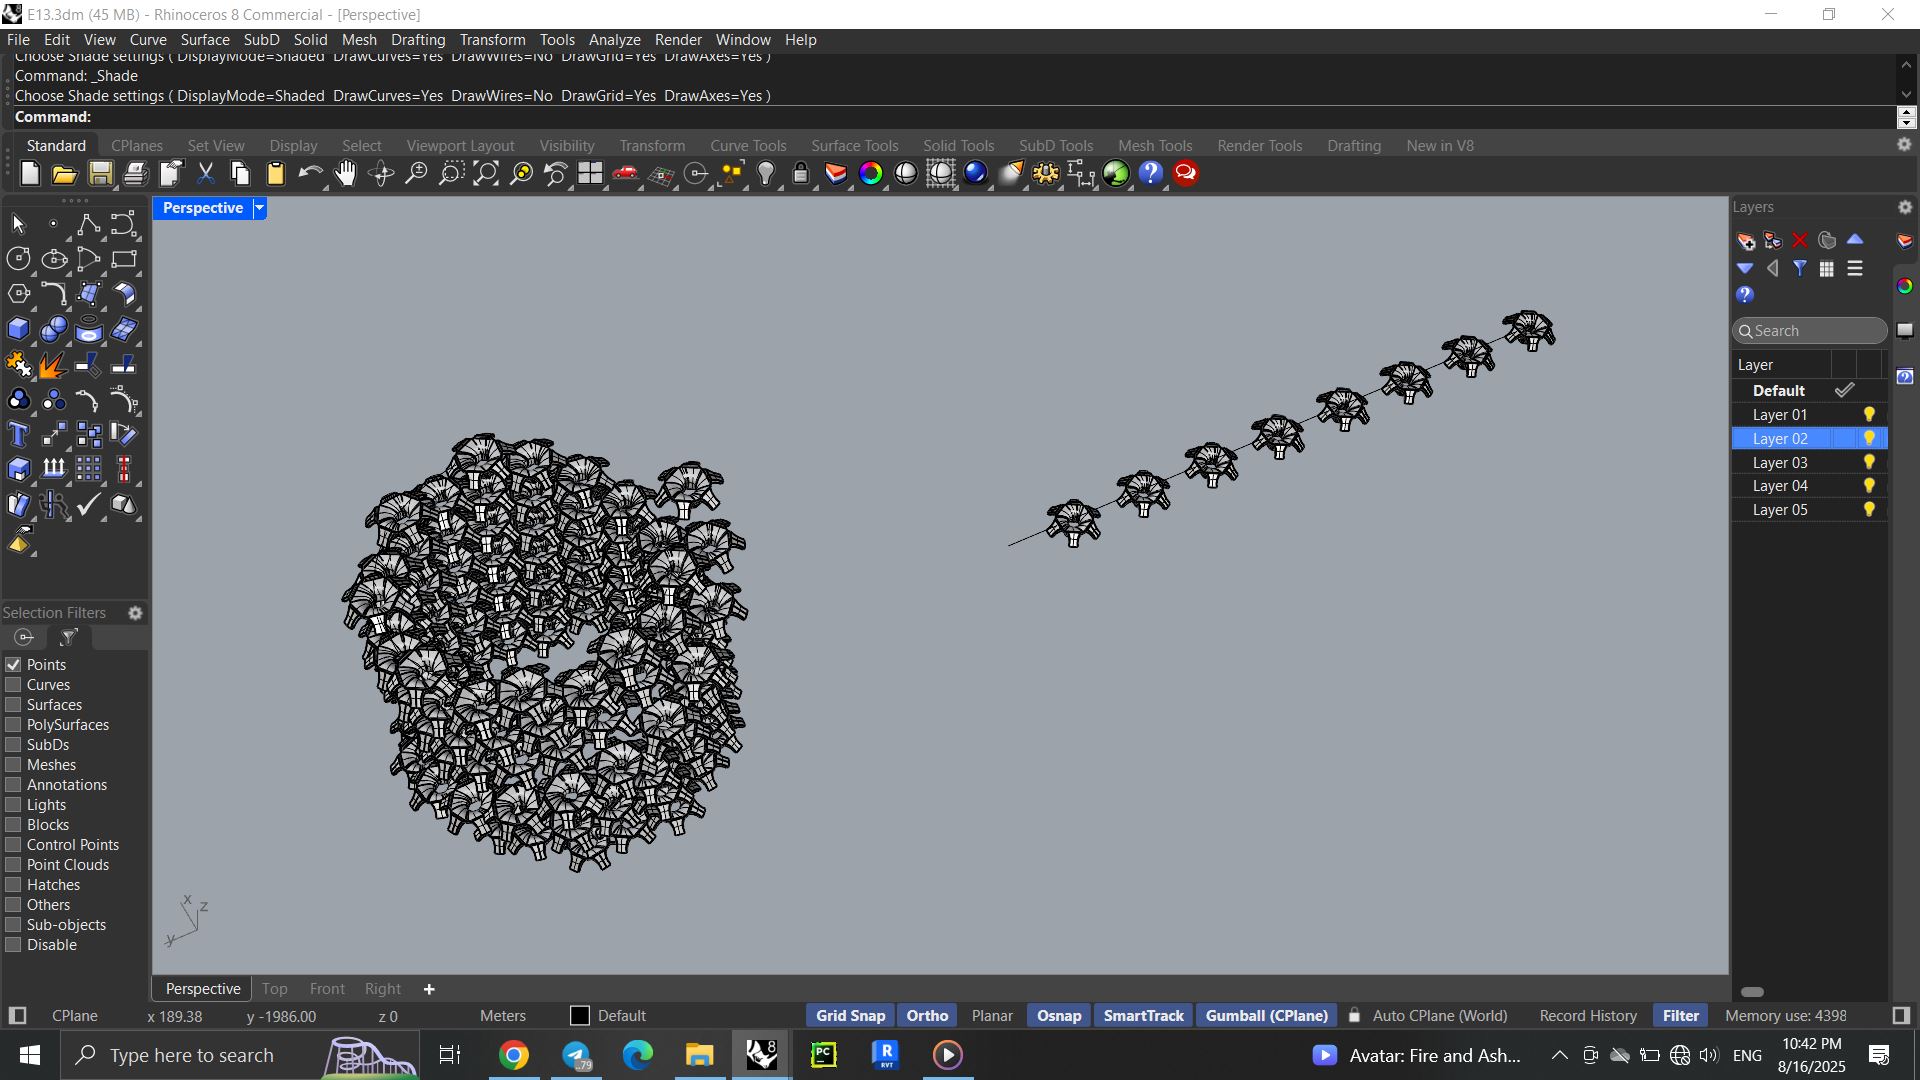 E13.3dm (45 MB) - Rhinoceros 8 Commercial - [Perspective]
File Edit View Curve Surface SubD Solid Mesh Drafting Transform Tools Analyze Render Window Help
Choose Shade settings ( DisplayMode=Shaded DrawCurves=Yes DrawWires=No DrawGrid=Yes DrawAxes=Yes )
Command: _Shade
Choose Shade settings ( DisplayMode=Shaded DrawCurves=Yes DrawWires=No DrawGrid=Yes DrawAxes=Yes )
Command:
Standard CPlanes Set View Display Select Viewport Layout Visibility Transform Curve Tools Surface Tools Solid Tools SubD Tools Mesh Tools Render Tools Drafting New in V8
Perspective
Layers
Search
Layer
Default
Layer 01
Layer 02
Layer 03
Layer 04
Layer 05
Selection Filters
Points
Curves
Surfaces
PolySurfaces
SubDs
Meshes
Annotations
Lights
Blocks
Control Points
Point Clouds
Hatches
Others
Sub-objects
Disable
x
z
y
Perspective Top Front Right
CPlane x 189.38 y -1986.00 z 0 Meters Default Grid Snap Ortho Planar Osnap SmartTrack Gumball (CPlane) Auto CPlane (World) Record History Filter Memory use: 4398
Type here to search
..79
8
PC
R
RVT
Avatar: Fire and Ash...
ENG
10:42 PM
8/16/2025